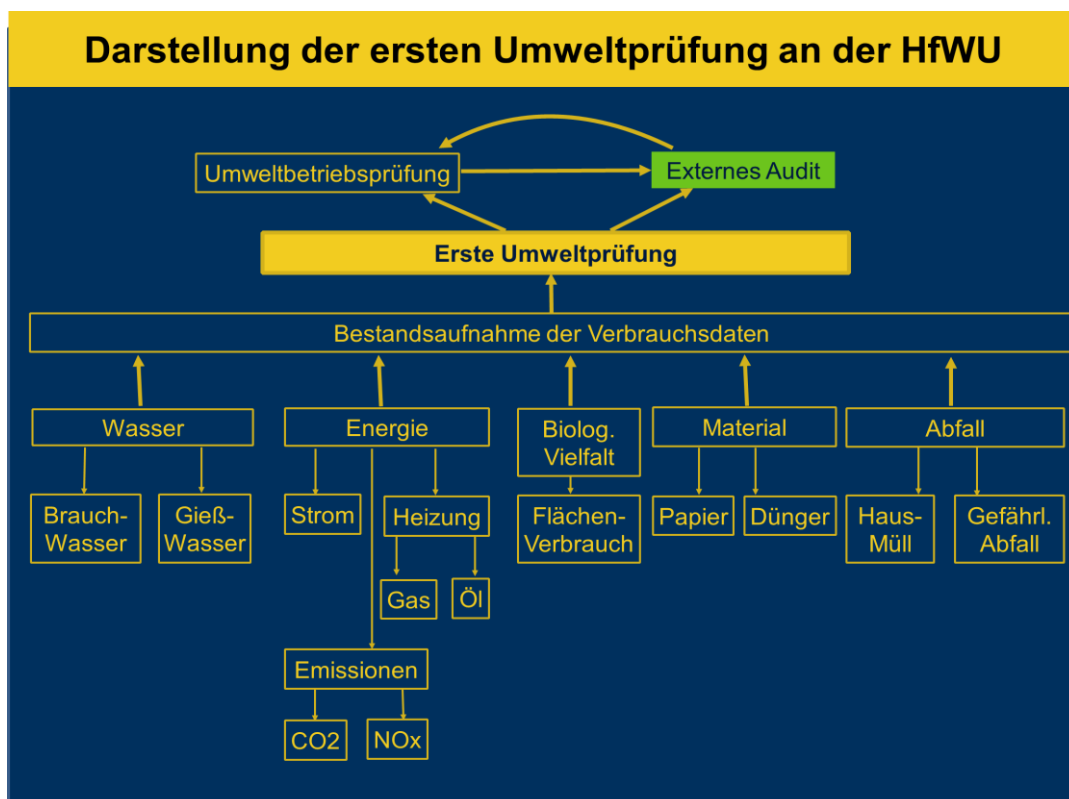 Darstellung der ersten Umweltprüfung an der HfWU
Umweltbetriebsprüfung
Externes Audit
Erste Umweltprüfung
Bestandsaufnahme der Verbrauchsdaten
Wasser
Energie
Biolog.
Vielfalt
Material
Abfall
Brauch-
Wasser
Gieß-
Wasser
Strom
Heizung
Flächen-
Verbrauch
Papier
Dünger
Haus-
Müll
Gefährl.
Abfall
Gas
Öl
Emissionen
CO2
NOx